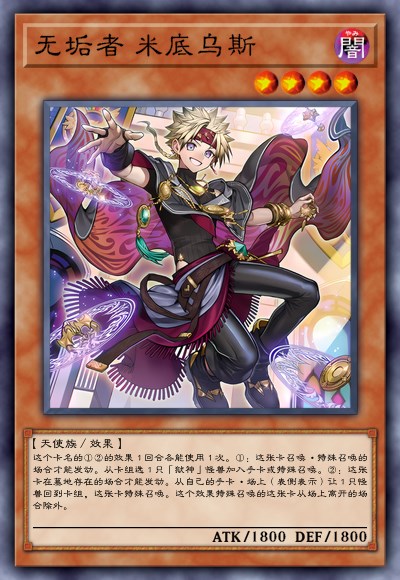 无垢者 米底乌斯
やみ
闇
【天使族／效果】
这个卡名的①②的效果1回合各能使用1次。①：这张卡召唤·特殊召唤的
场合才能发动。从卡组选1只「狱神」怪兽加入手卡或特殊召唤。②：这张
卡在墓地存在的场合才能发动。从自己的手卡·场上（表侧表示）让1只怪
兽回到卡组，这张卡特殊召唤。这个效果特殊召唤的这张卡从场上离开的场
合除外。
ATK/1800 DEF/1800